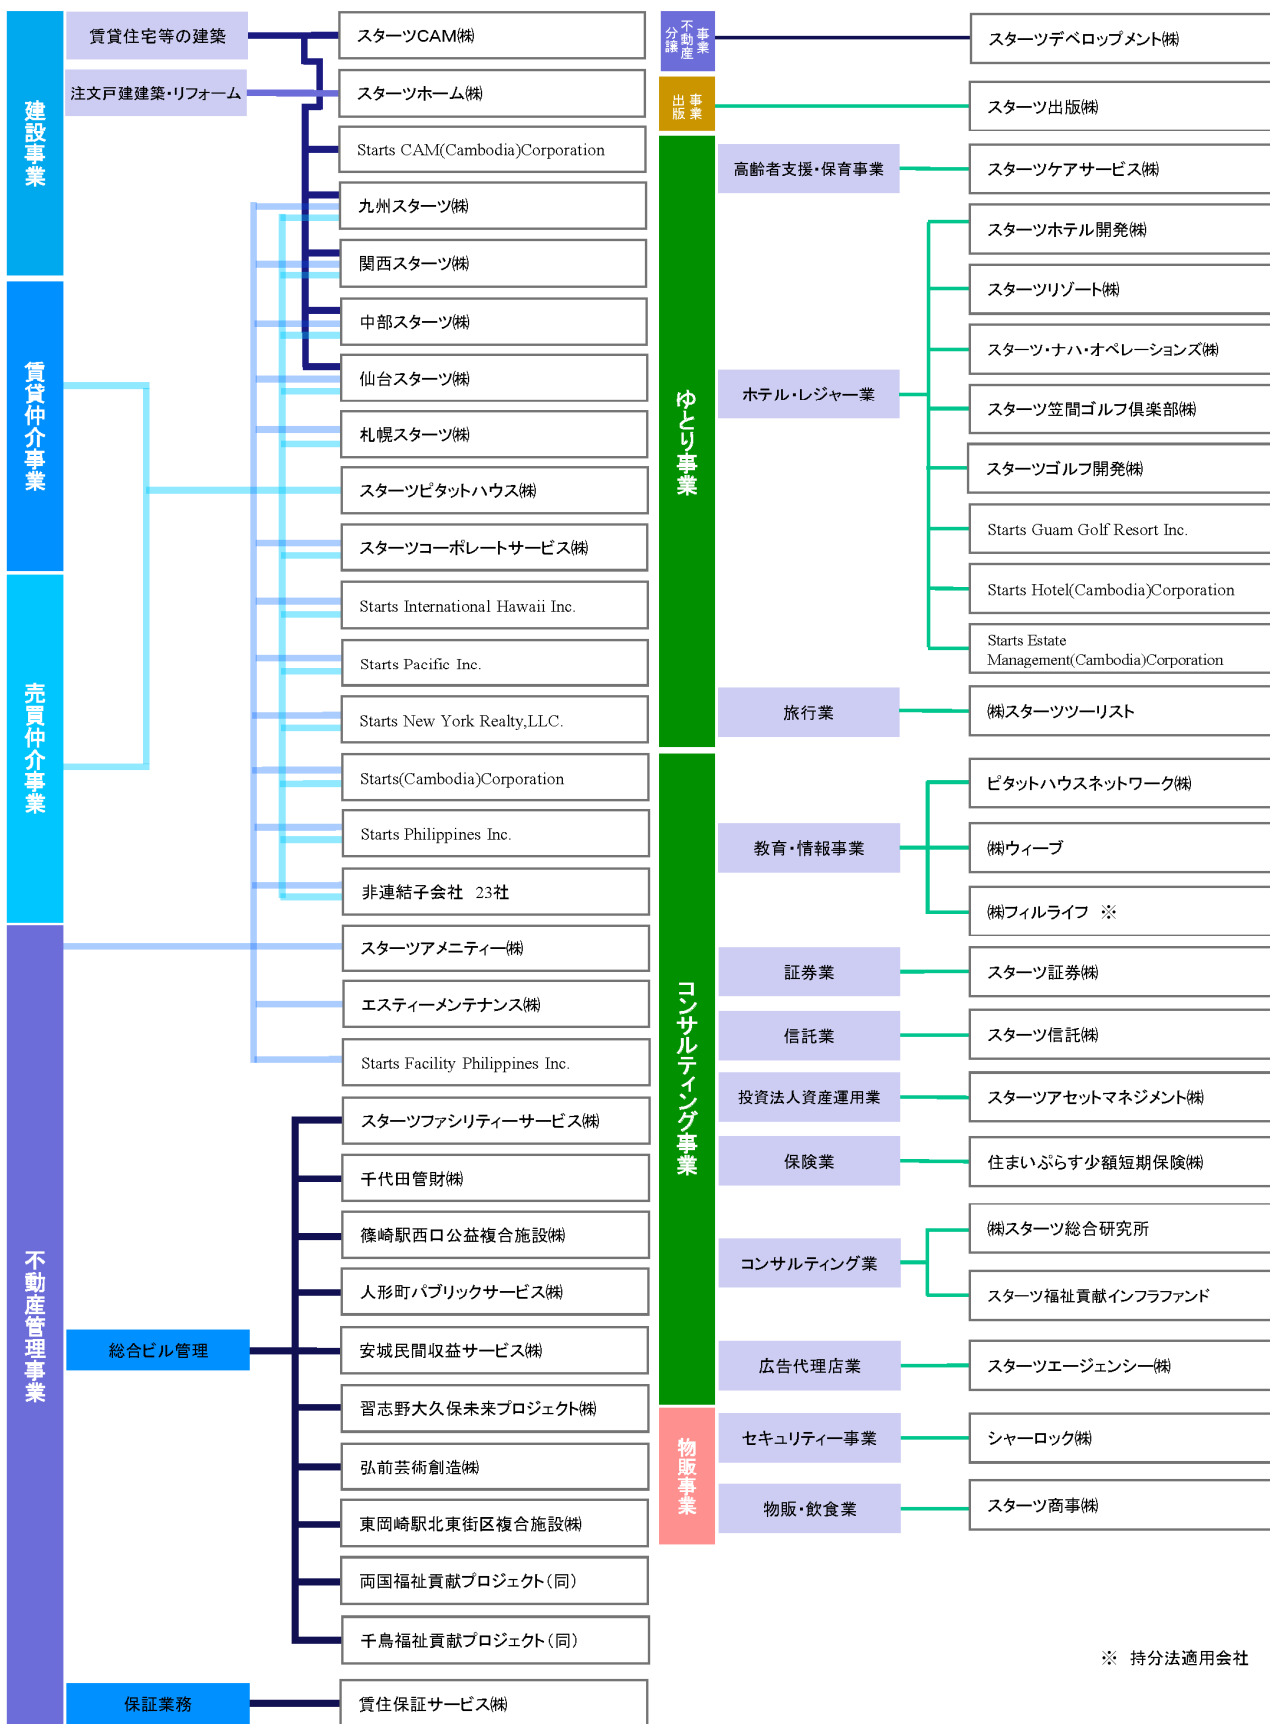 建設事業
賃貸住宅等の建築
スターツCAM㈱
注文戸建建築・リフォーム
スターツホーム㈱
Starts CAM(Cambodia)Corporation
九州スターツ㈱
関西スターツ㈱
中部スターツ㈱
仙台スターツ㈱
札幌スターツ㈱
賃貸仲介事業
スターツピタットハウス㈱
スターツコーポレートサービス㈱
Starts International Hawaii Inc.
Starts Pacific Inc.
Starts New York Realty,LLC.
売買仲介事業
Starts(Cambodia)Corporation
Starts Philippines Inc.
非連結子会社 23社
不動産管理事業
スターツアメニティー㈱
エスティーメンテナンス㈱
Starts Facility Philippines Inc.
総合ビル管理
スターツファシリティーサービス㈱
千代田管財㈱
篠崎駅西口公益複合施設㈱
人形町パブリックサービス㈱
安城民間収益サービス㈱
習志野大久保未来プロジェクト㈱
弘前芸術創造㈱
東岡崎駅北東街区複合施設㈱
両国福祉貢献プロジェクト(同)
千鳥福祉貢献プロジェクト(同)
保証業務
賃住保証サービス㈱
不動産
分譲
事業
スターツデベロップメント㈱
出版
事業
スターツ出版㈱
ゆとり事業
高齢者支援・保育事業
スターツケアサービス㈱
ホテル・レジャー業
スターツホテル開発㈱
スターツリゾート㈱
スターツ・ナハ・オペレーションズ㈱
スターツ笠間ゴルフ倶楽部㈱
スターツゴルフ開発㈱
Starts Guam Golf Resort Inc.
Starts Hotel(Cambodia)Corporation
Starts Estate
Management(Cambodia)Corporation
旅行業
㈱スターツツーリスト
コンサルティング事業
教育・情報事業
ピタットハウスネットワーク㈱
㈱ウィーブ
㈱フィルライフ ※
証券業
スターツ証券㈱
信託業
スターツ信託㈱
投資法人資産運用業
スターツアセットマネジメント㈱
保険業
住まいぷらす少額短期保険㈱
コンサルティング業
㈱スターツ総合研究所
スターツ福祉貢献インフラファンド
広告代理店業
スターツエージェンシー㈱
物販事業
セキュリティー事業
シャーロック㈱
物販・飲食業
スターツ商事㈱
※ 持分法適用会社